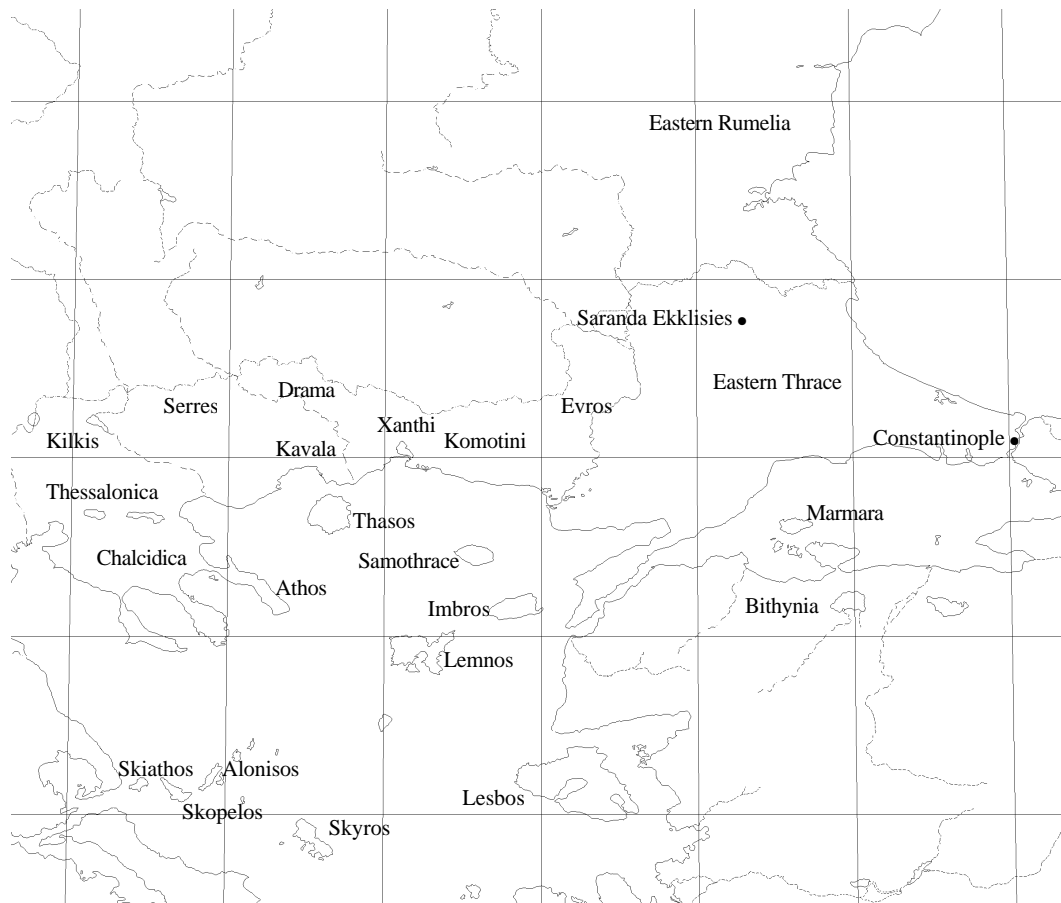 Eastern Rumelia
Saranda Ekklisies
Eastern Thrace
Drama
Serres
Evros
Xanthi
Kilkis
Kavala
Komotini
Constantinople
Thessalonica
Thasos
Marmara
Chalcidica
Samothrace
Athos
Imbros
Bithynia
Lemnos
Skiathos
Alonisos
Lesbos
Skopelos
Skyros